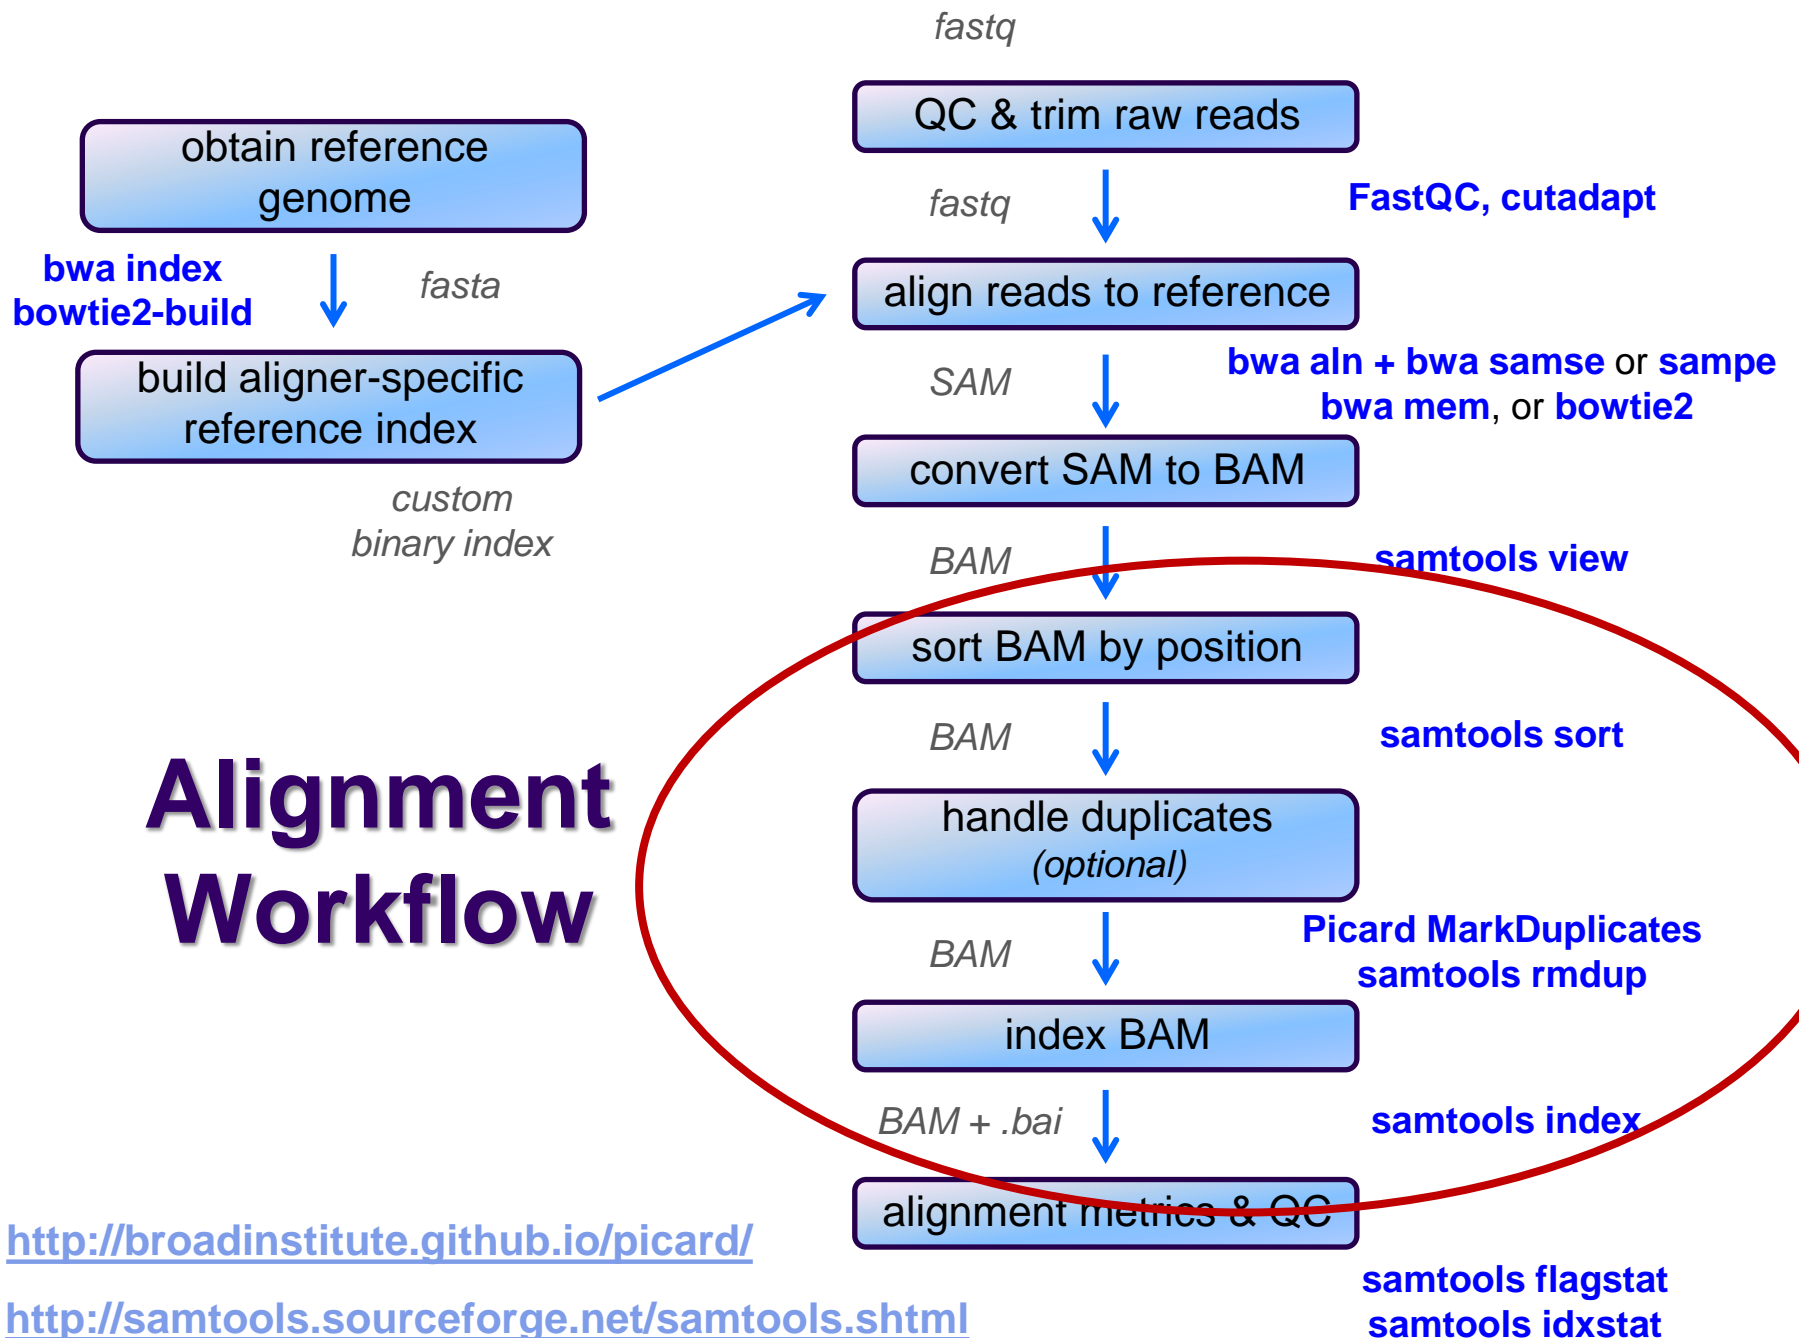 fastq
QC & trim raw reads
obtain reference
genome
fastq
FastQC, cutadapt
bwa index
bowtie2-build
fasta
align reads to reference
build aligner-specific
reference index
SAM
bwa aln + bwa samse or sampe
bwa mem, or bowtie2
convert SAM to BAM
custom
binary index
BAM
samtools view
sort BAM by position
BAM
samtools sort
Alignment
Workflow
handle duplicates
(optional)
BAM
Picard MarkDuplicates
samtools rmdup
index BAM
BAM + .bai
samtools index
alignment metrics & QC
http://broadinstitute.github.io/picard/
samtools flagstat
samtools idxstat
http://samtools.sourceforge.net/samtools.shtml